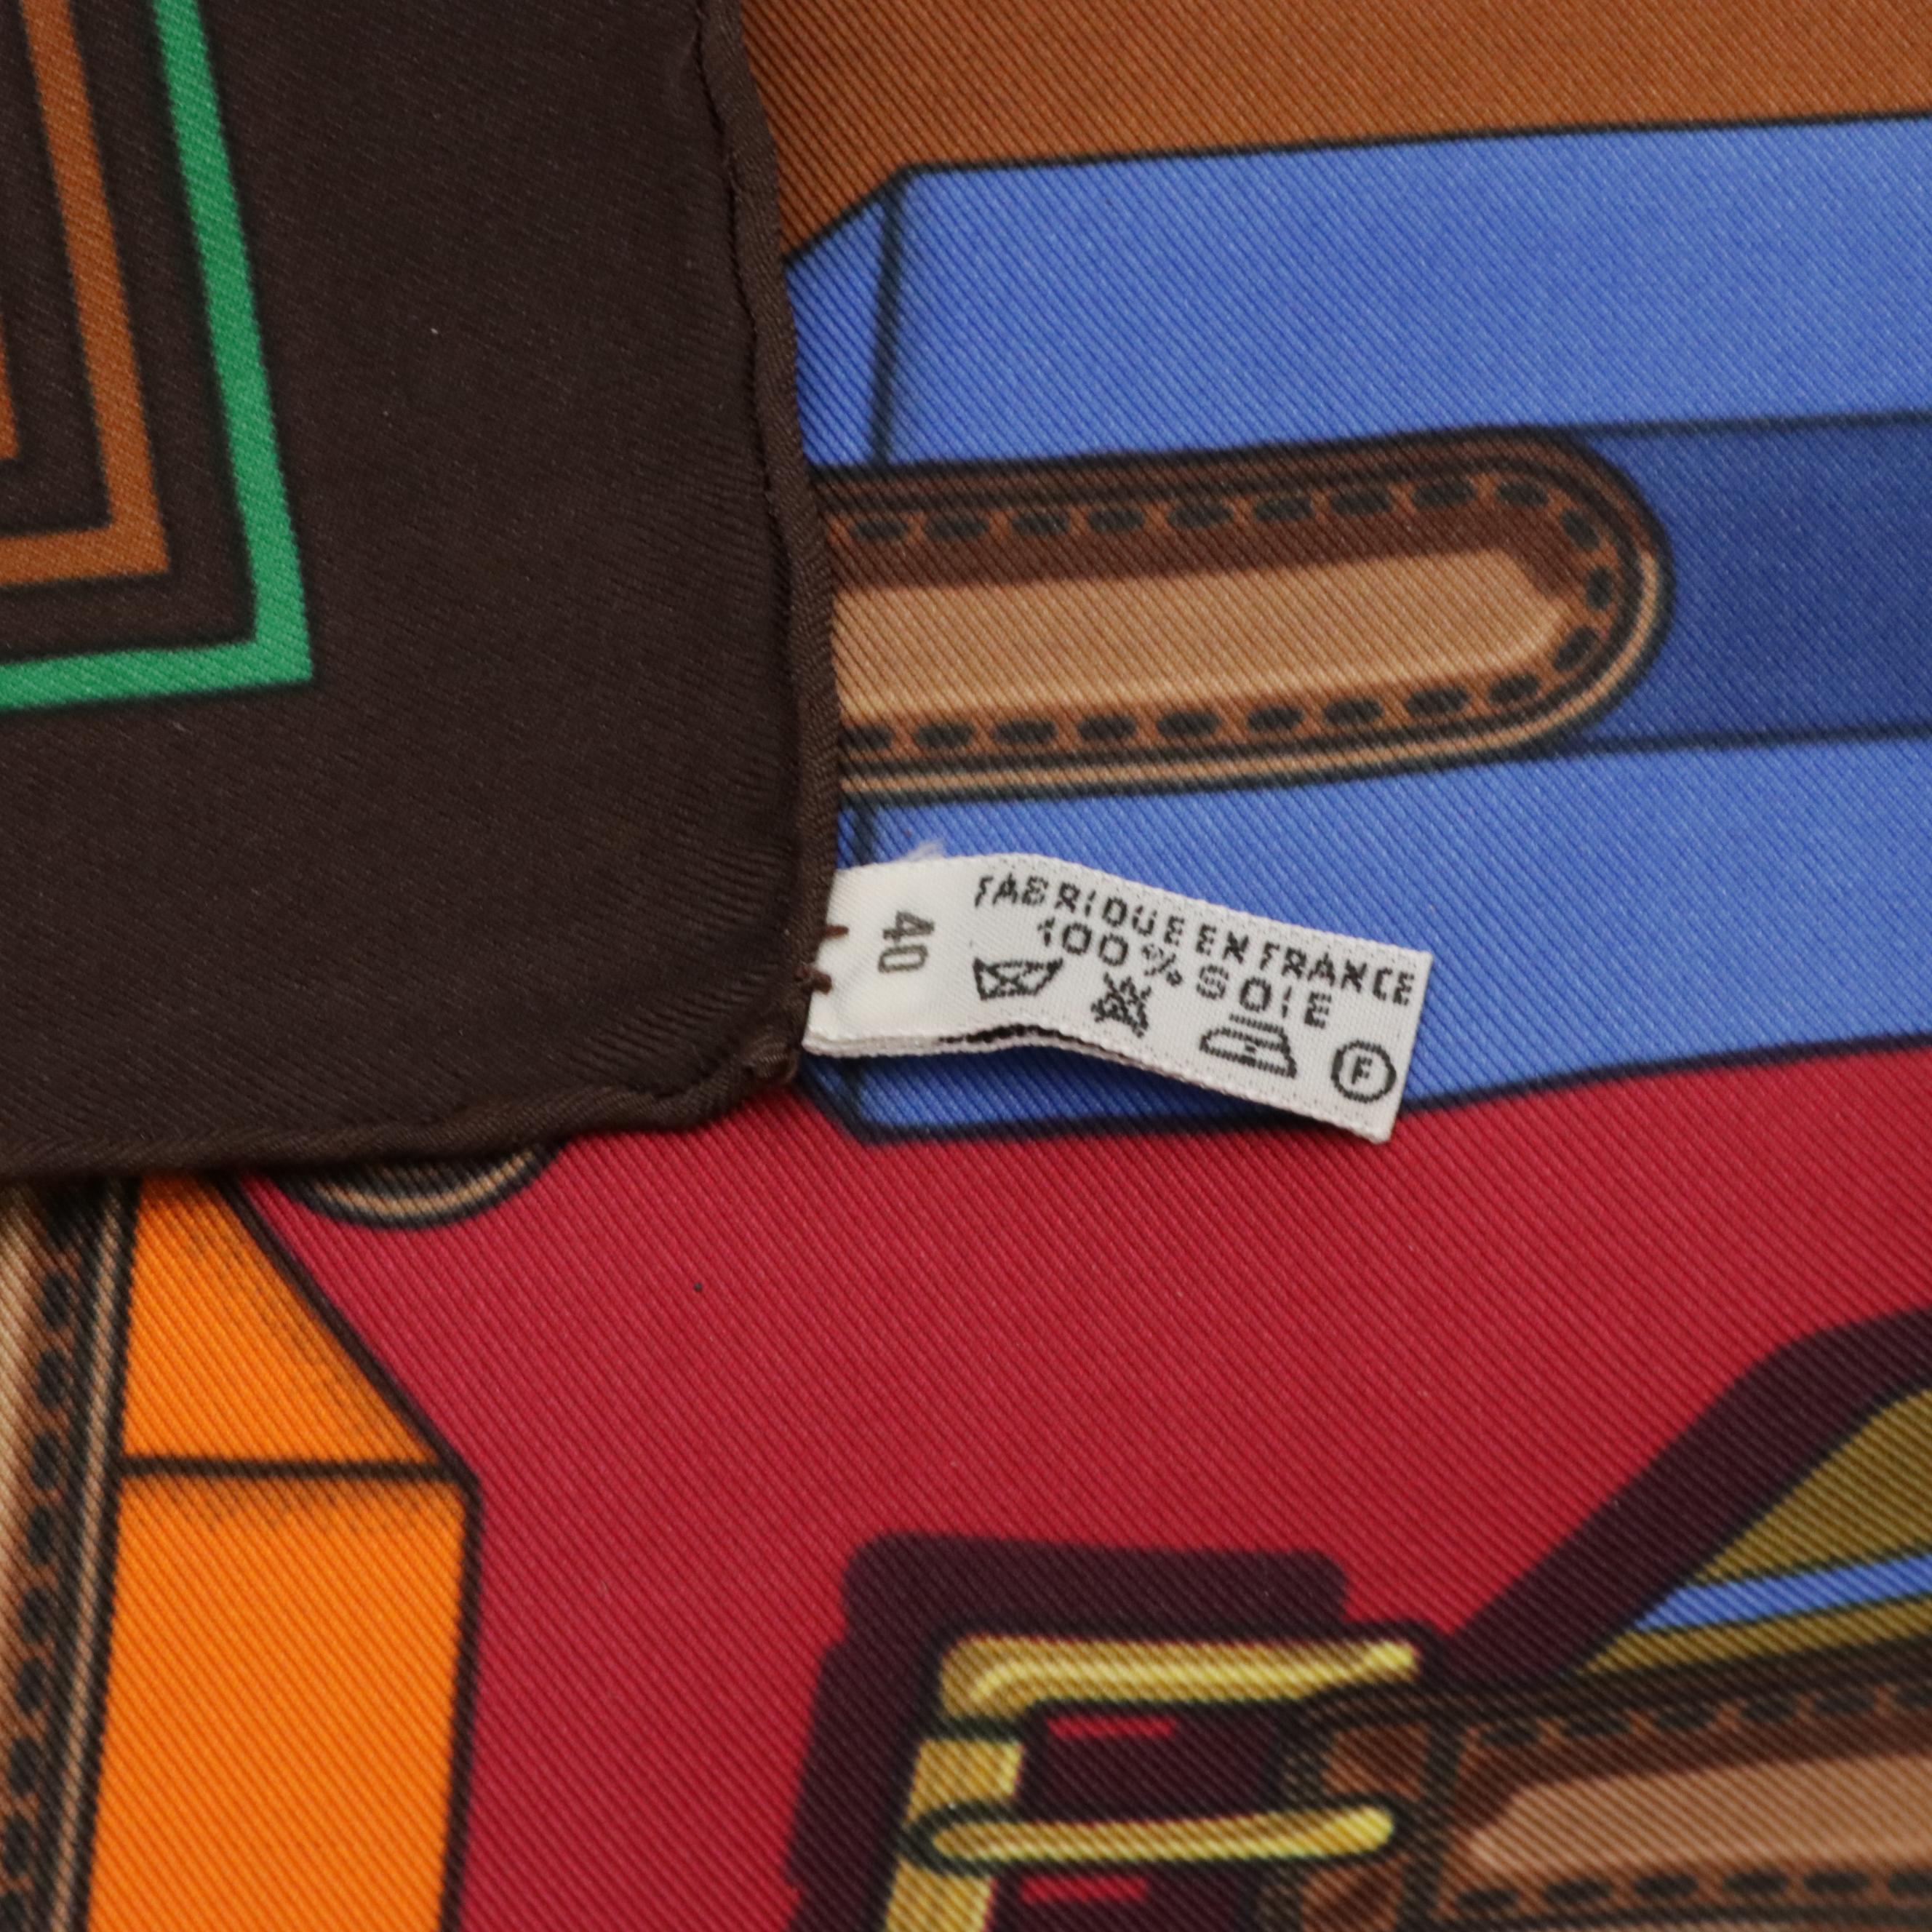 40
FABRIQUE EN FRANCE
100% SOIE
F